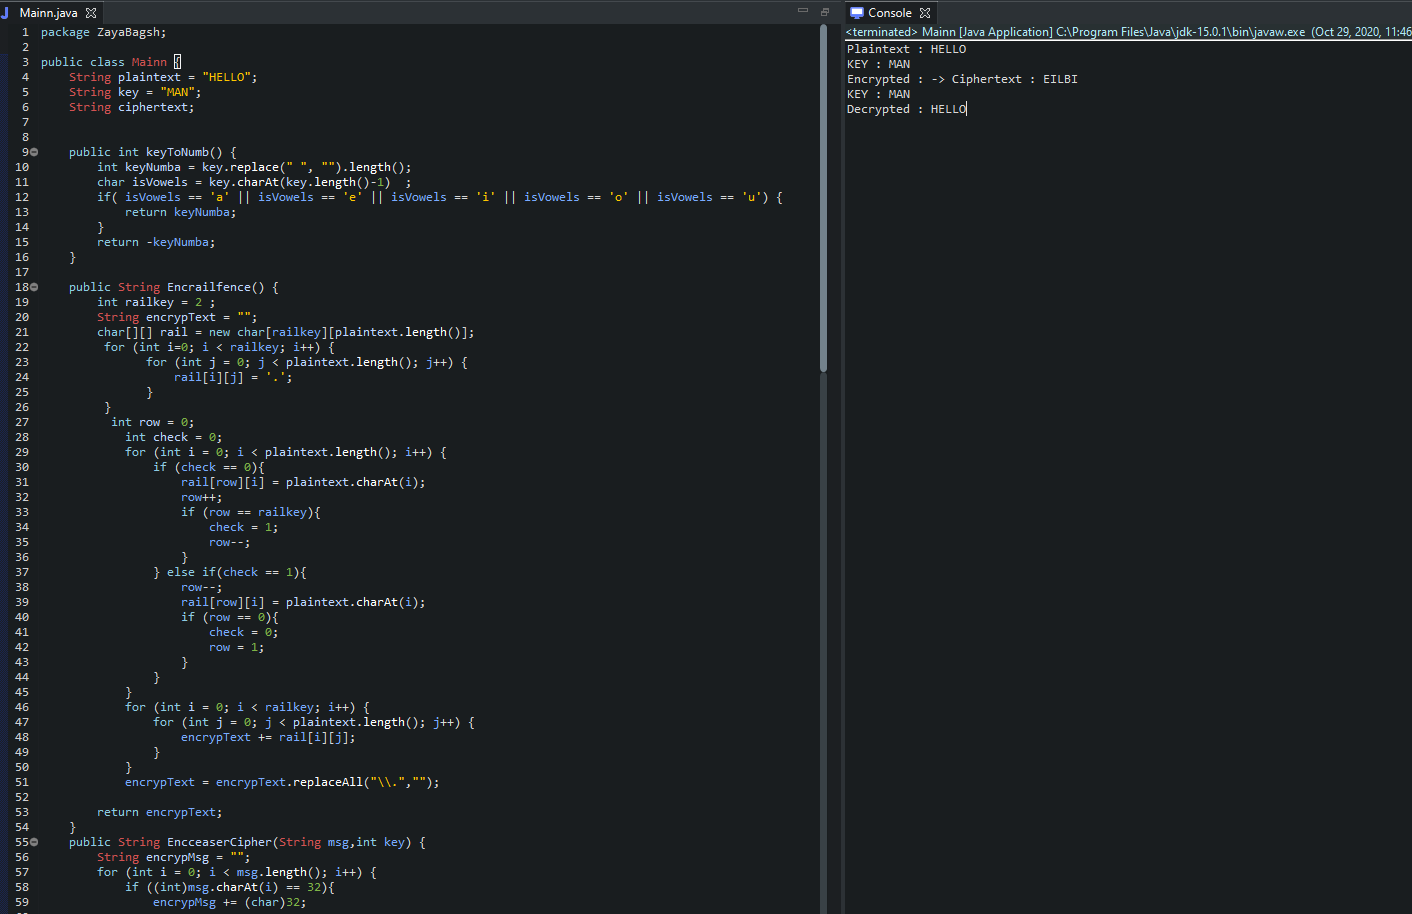 Mainn.java
1 package ZayaBagsh;
2
3 public class Mainn {
4 String plaintext = "HELLO";
5 String key = "MAN";
6 String ciphertext;
7
8
9 public int keyToNumb() {
10 int keyNumba = key.replace(" ", "").length();
11 char isVowels = key.charAt(key.length()-1)  ;
12 if( isVowels == 'a' || isVowels == 'e' || isVowels == 'i' || isVowels == 'o' || isVowels == 'u') {
13 return keyNumba;
14 }
15 return -keyNumba;
16 }
17
18 public String Encrailfence() {
19 int railkey = 2 ;
20 String encrypText = "";
21 char[][] rail = new char[railkey][plaintext.length()];
22 for (int i=0; i < railkey; i++) {
23 for (int j = 0; j < plaintext.length(); j++) {
24 rail[i][j] = '.';
25 }
26 }
27 int row = 0;
28 int check = 0;
29 for (int i = 0; i < plaintext.length(); i++) {
30 if (check == 0){
31 rail[row][i] = plaintext.charAt(i);
32 row++;
33 if (row == railkey){
34 check = 1;
35 row--;
36 }
37 } else if(check == 1){
38 row--;
39 rail[row][i] = plaintext.charAt(i);
40 if (row == 0){
41 check = 0;
42 row = 1;
43 }
44 }
45 }
46 for (int i = 0; i < railkey; i++) {
47 for (int j = 0; j < plaintext.length(); j++) {
48 encrypText += rail[i][j];
49 }
50 }
51 encrypText = encrypText.replaceAll("\\.","");
52
53 return encrypText;
54 }
55 public String EncceaserCipher(String msg,int key) {
56 String encrypMsg = "";
57 for (int i = 0; i < msg.length(); i++) {
58 if ((int)msg.charAt(i) == 32){
59 encrypMsg += (char)32;
Console
<terminated> Mainn [Java Application] C:\Program Files\Java\jdk-15.0.1\bin\javaw.exe (Oct 29, 2020, 11:46
Plaintext : HELLO
KEY : MAN
Encrypted : -> Ciphertext : EILBI
KEY : MAN
Decrypted : HELLO